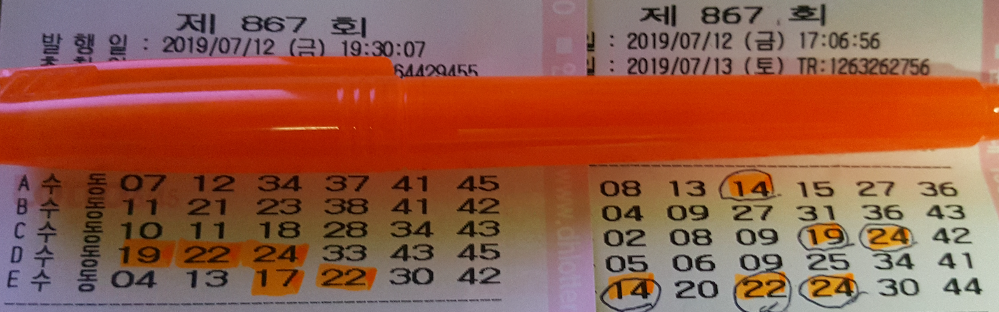 제 867 회
발 행 일 : 2019/07/12 (금) 19:30:07
64429455
A 수 동 07 12 34 37 41 45
B 수 동 11 21 23 38 41 42
C 수 동 10 11 18 28 34 43
D 수 동 19 22 24 33 43 45
E 수 동 04 13 17 22 30 42
제 867 회
일 : 2019/07/12 (금) 17:06:56
: 2019/07/13 (토) TR:1263262756
08 13 14 15 27 36
04 09 27 31 36 43
02 08 09 19 24 42
05 06 09 25 34 41
14 20 22 24 30 44